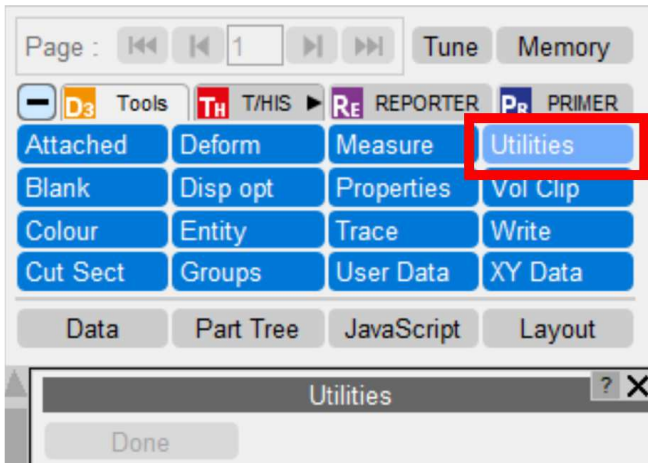 Page : 1 Tune Memory
D3 Tools TH T/HIS RE REPORTER PR PRIMER
Attached Deform Measure Utilities
Blank Disp opt Properties Vol Clip
Colour Entity Trace Write
Cut Sect Groups User Data XY Data
Data Part Tree JavaScript Layout
Utilities ? X
Done